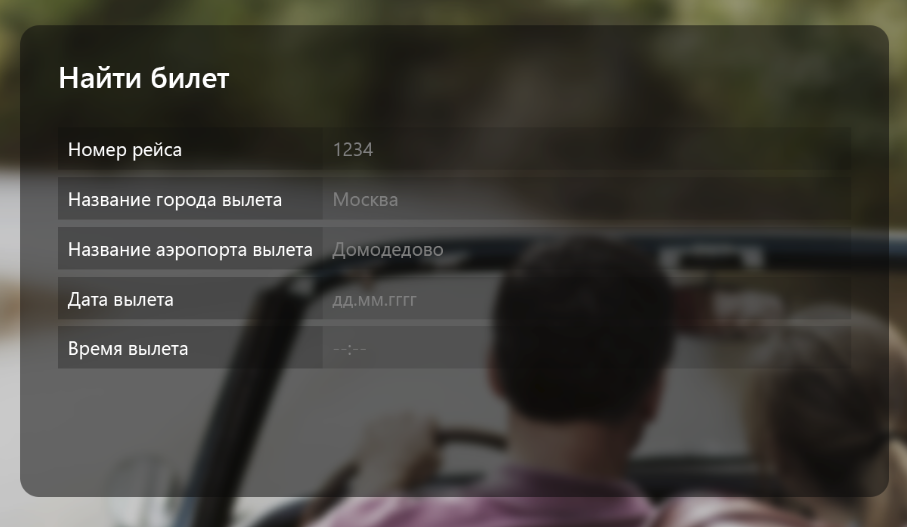 Найти билет
Номер рейса 1234
Название города вылета Москва
Название аэропорта вылета Домодедово
Дата вылета дд.мм.гггг
Время вылета --:--